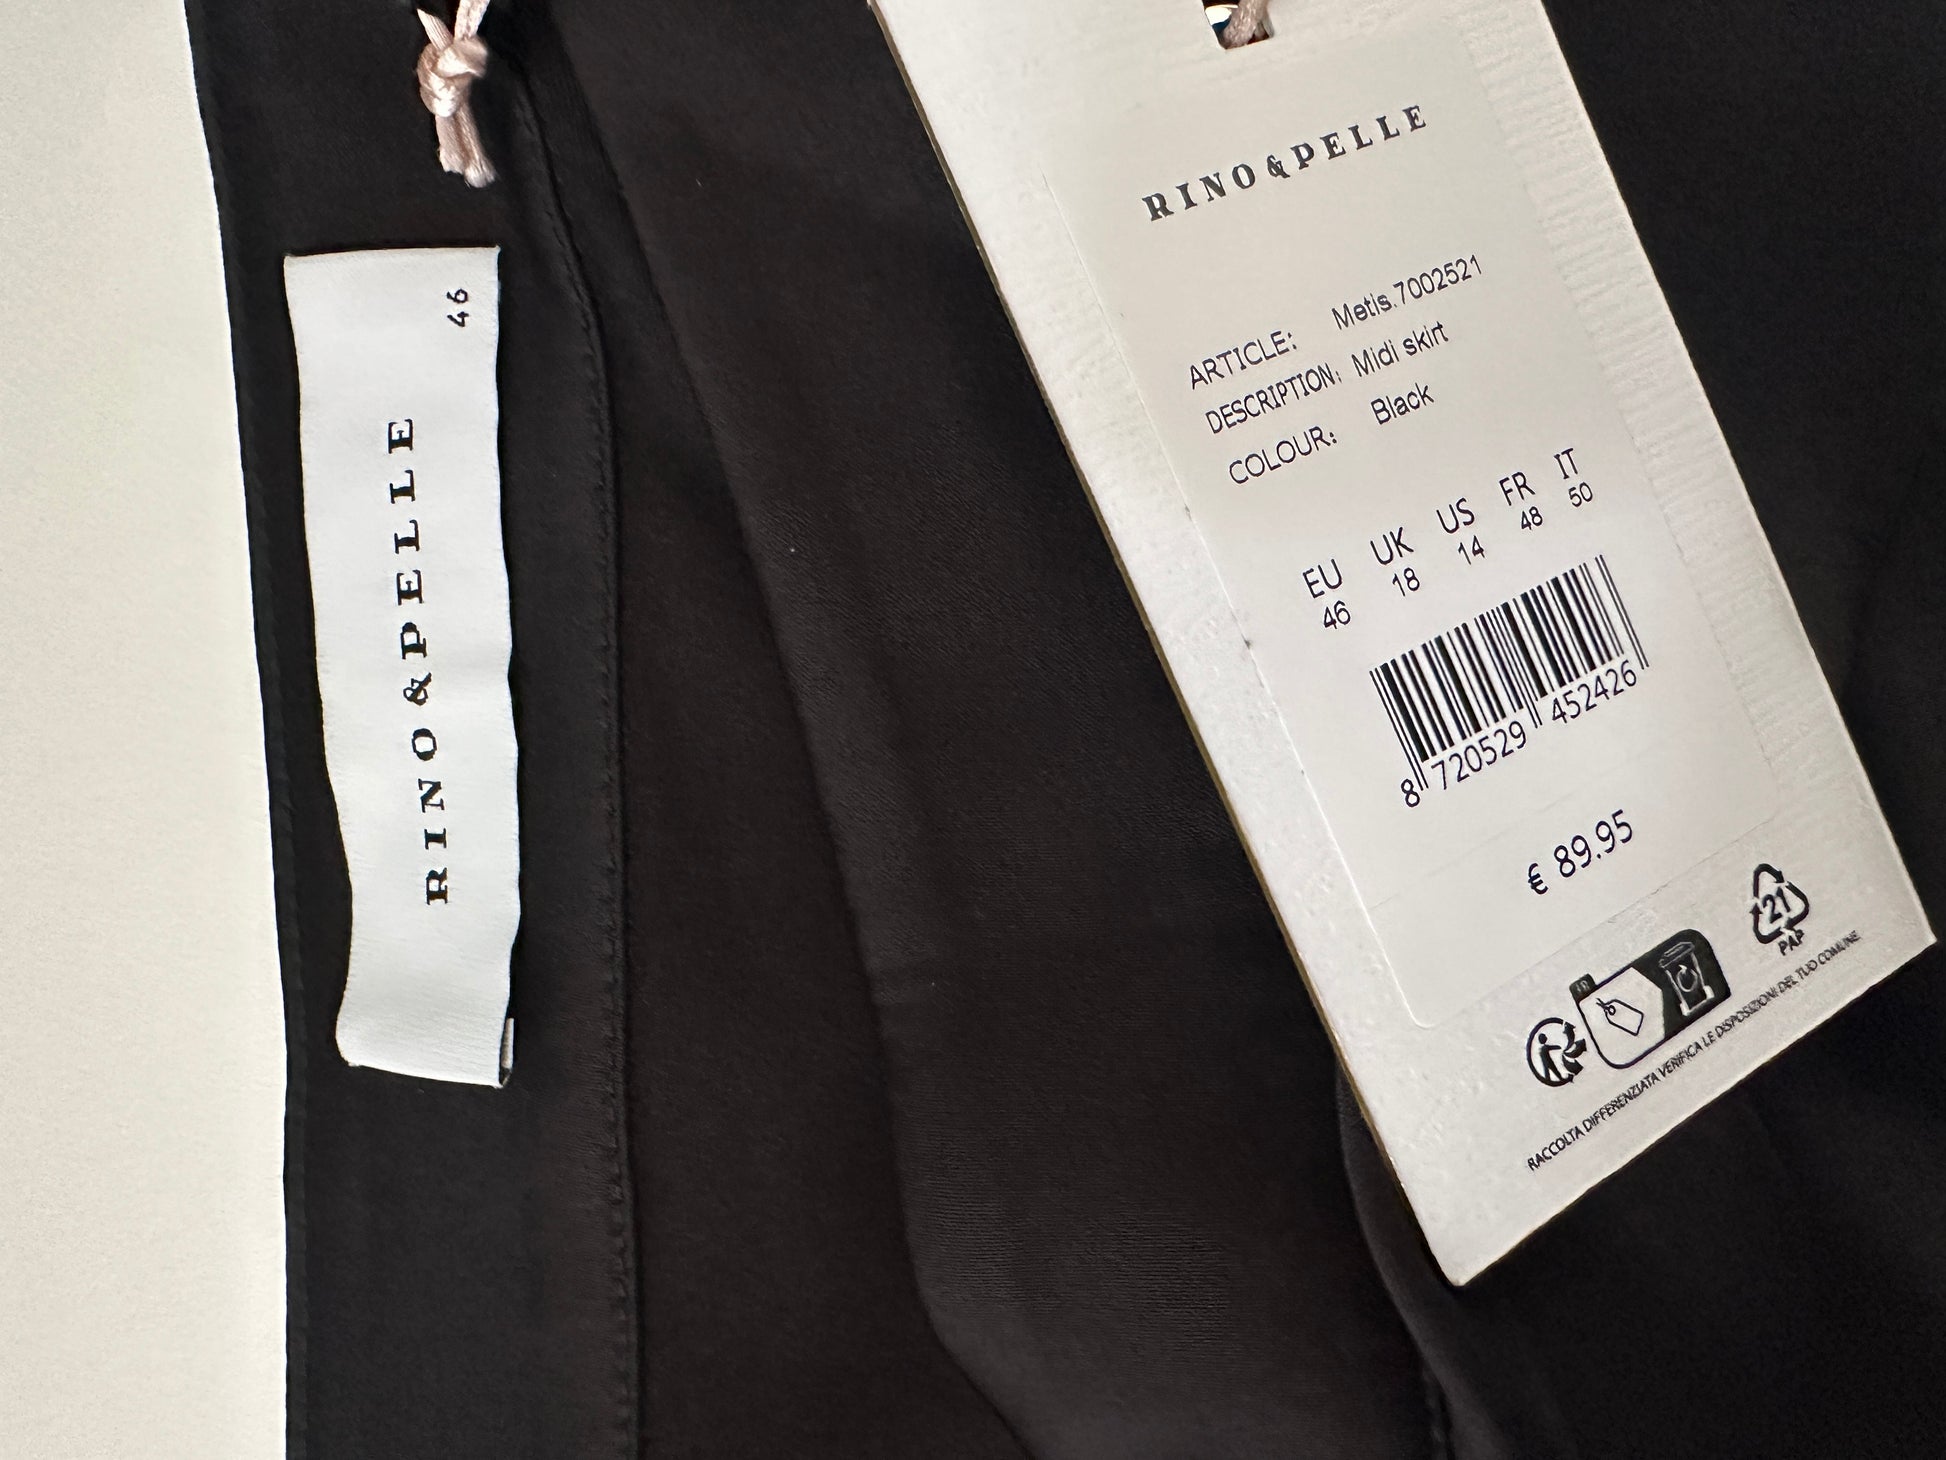 46
RINO&PELLE
RINO&PELLE
ARTICLE: Metis.7002521
DESCRIPTION: Midi skirt
COLOUR: Black
EU UK US FR IT
46 18 14 48 50
8 720529 452426
€ 89.95
21
PAP
FR
RACCOLTA DIFFERENZIATA VERIFICA LE DISPOSIZIONI DEL TUO COMUNE